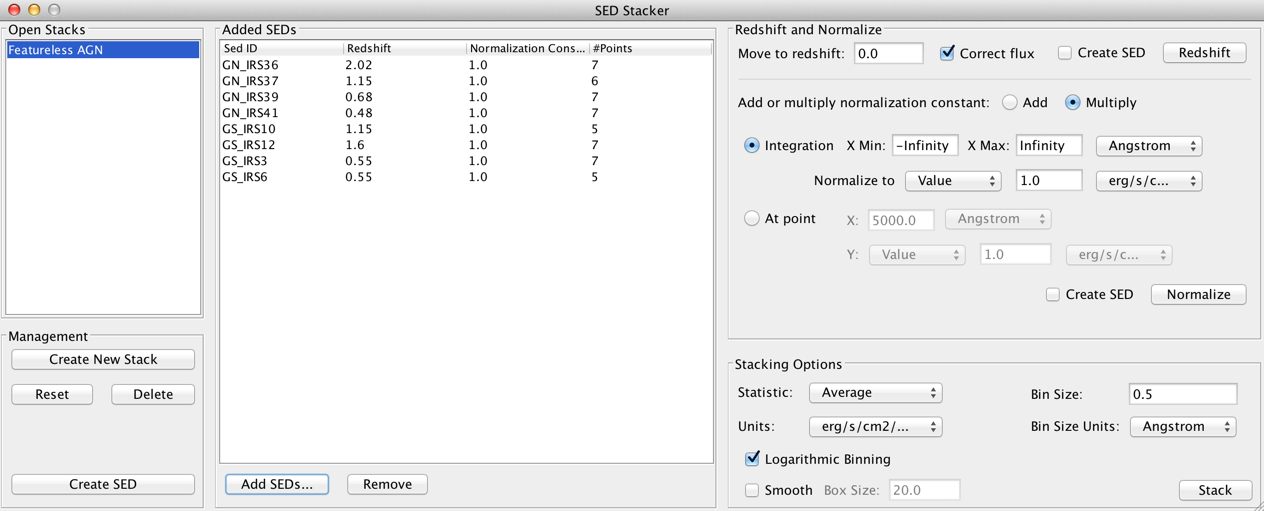 SED Stacker
Open Stacks
Featureless AGN
Management
Create New Stack
Reset Delete
Create SED
Added SEDs
Sed ID Redshift Normalization Cons... #Points
GN_IRS36 2.02 1.0 7
GN_IRS37 1.15 1.0 6
GN_IRS39 0.68 1.0 7
GN_IRS41 0.48 1.0 7
GS_IRS10 1.15 1.0 5
GS_IRS12 1.6 1.0 7
GS_IRS3 0.55 1.0 7
GS_IRS6 0.55 1.0 5
Add SEDs... Remove
Redshift and Normalize
Move to redshift: 0.0 Correct flux Create SED Redshift
Add or multiply normalization constant: Add Multiply
Integration X Min: -Infinity X Max: Infinity Angstrom
Normalize to Value 1.0 erg/s/c...
At point X: 5000.0 Angstrom
Y: Value 1.0 erg/s/c...
Create SED Normalize
Stacking Options
Statistic: Average Bin Size: 0.5
Units: erg/s/cm2/... Bin Size Units: Angstrom
Logarithmic Binning
Smooth Box Size: 20.0 Stack